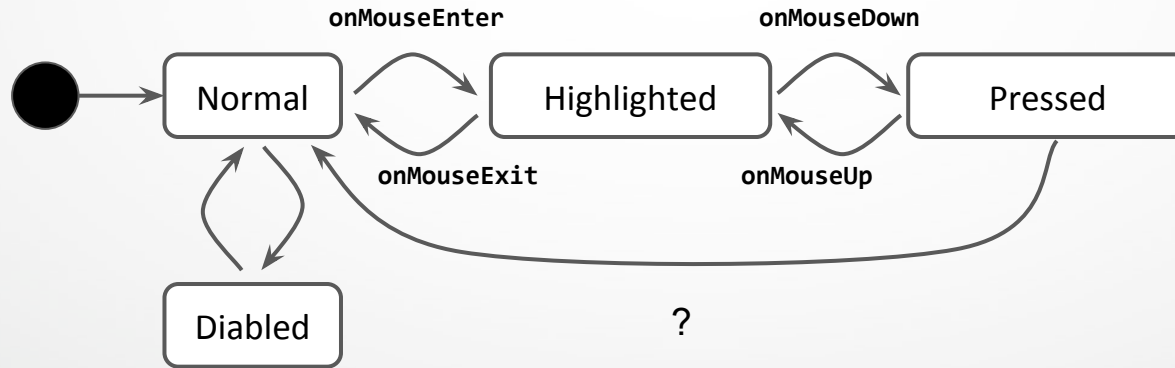 onMouseEnter
onMouseDown
Normal
Highlighted
Pressed
onMouseExit
onMouseUp
Diabled
?